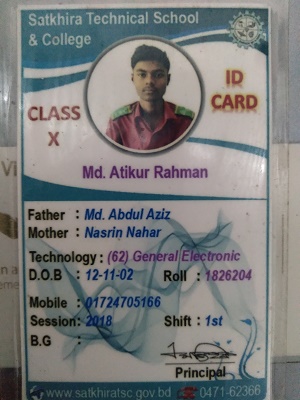 Satkhira Technical School
& College
CLASS
X
ID
CARD
Md. Atikur Rahman
Father : Md. Abdul Aziz
Mother : Nasrin Nahar
Technology : (62) General Electronic
D.O.B : 12-11-02 Roll : 1826204
Mobile : 01724705166
Session: 2018 Shift : 1st
B.G :
Principal
www.satkhiratsc.gov.bd 0471-62366